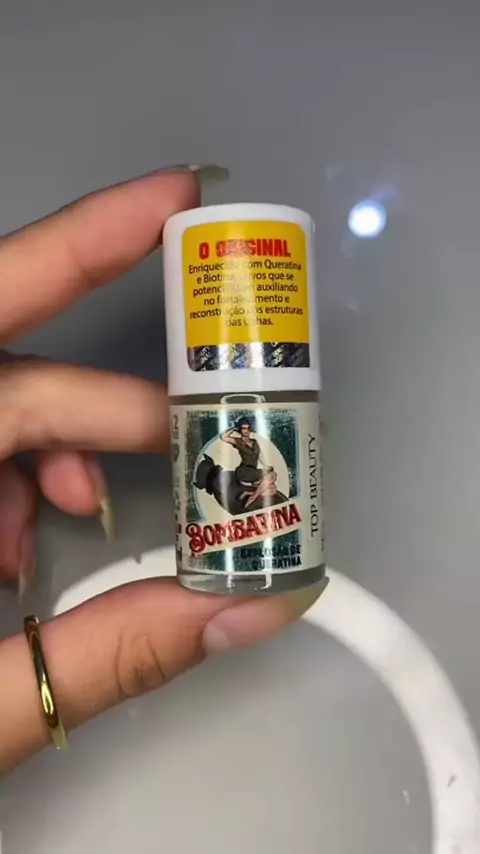 O ORIGINAL
Enriquecido com Queratina
e Biotina ativos que se
potencializam auxiliando
no fortalecimento e
reconstrução das estruturas
das unhas.
BOMBATINA
EXPLOSÃO DE
QUERATINA
TOP BEAUTY